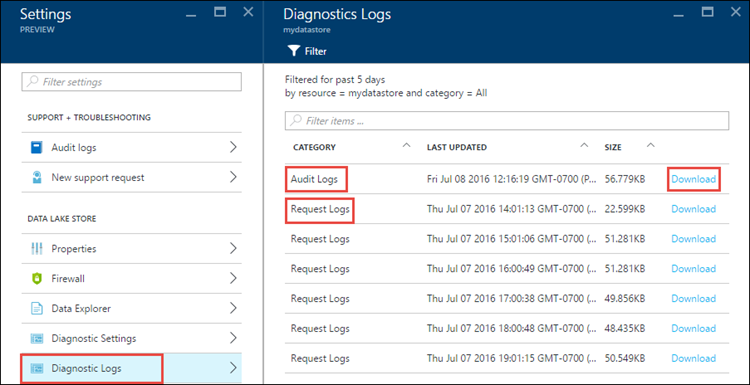 Settings
PREVIEW
Filter settings
SUPPORT + TROUBLESHOOTING
Audit logs
New support request
DATA LAKE STORE
Properties
Firewall
Data Explorer
Diagnostic Settings
Diagnostic Logs
Diagnostics Logs
mydatastore
Filter
Filtered for past 5 days
by resource = mydatastore and category = All
Filter items ...
CATEGORY LAST UPDATED SIZE
Audit Logs Fri Jul 08 2016 12:16:19 GMT-0700 (P... 56.779KB Download
Request Logs Thu Jul 07 2016 14:01:13 GMT-0700 (... 22.599KB Download
Request Logs Thu Jul 07 2016 15:01:06 GMT-0700 (... 51.281KB Download
Request Logs Thu Jul 07 2016 16:00:49 GMT-0700 (... 51.281KB Download
Request Logs Thu Jul 07 2016 17:00:38 GMT-0700 (... 49.856KB Download
Request Logs Thu Jul 07 2016 18:00:48 GMT-0700 (... 48.435KB Download
Request Logs Thu Jul 07 2016 19:01:15 GMT-0700 (... 50.549KB Download